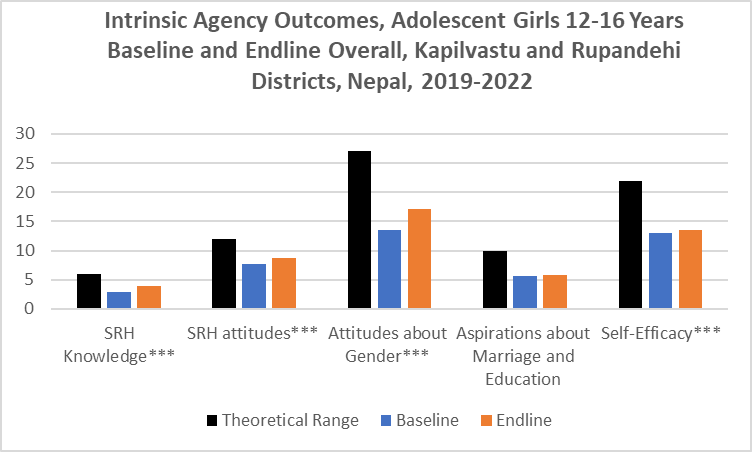 Intrinsic Agency Outcomes, Adolescent Girls 12-16 Years
Baseline and Endline Overall, Kapilvastu and Rupandehi
Districts, Nepal, 2019-2022
30
25
20
15
10
5
0
SRH
Knowledge***
SRH attitudes***
Attitudes about
Gender***
Aspirations about
Marriage and
Education
Self-Efficacy***
Theoretical Range
Baseline
Endline